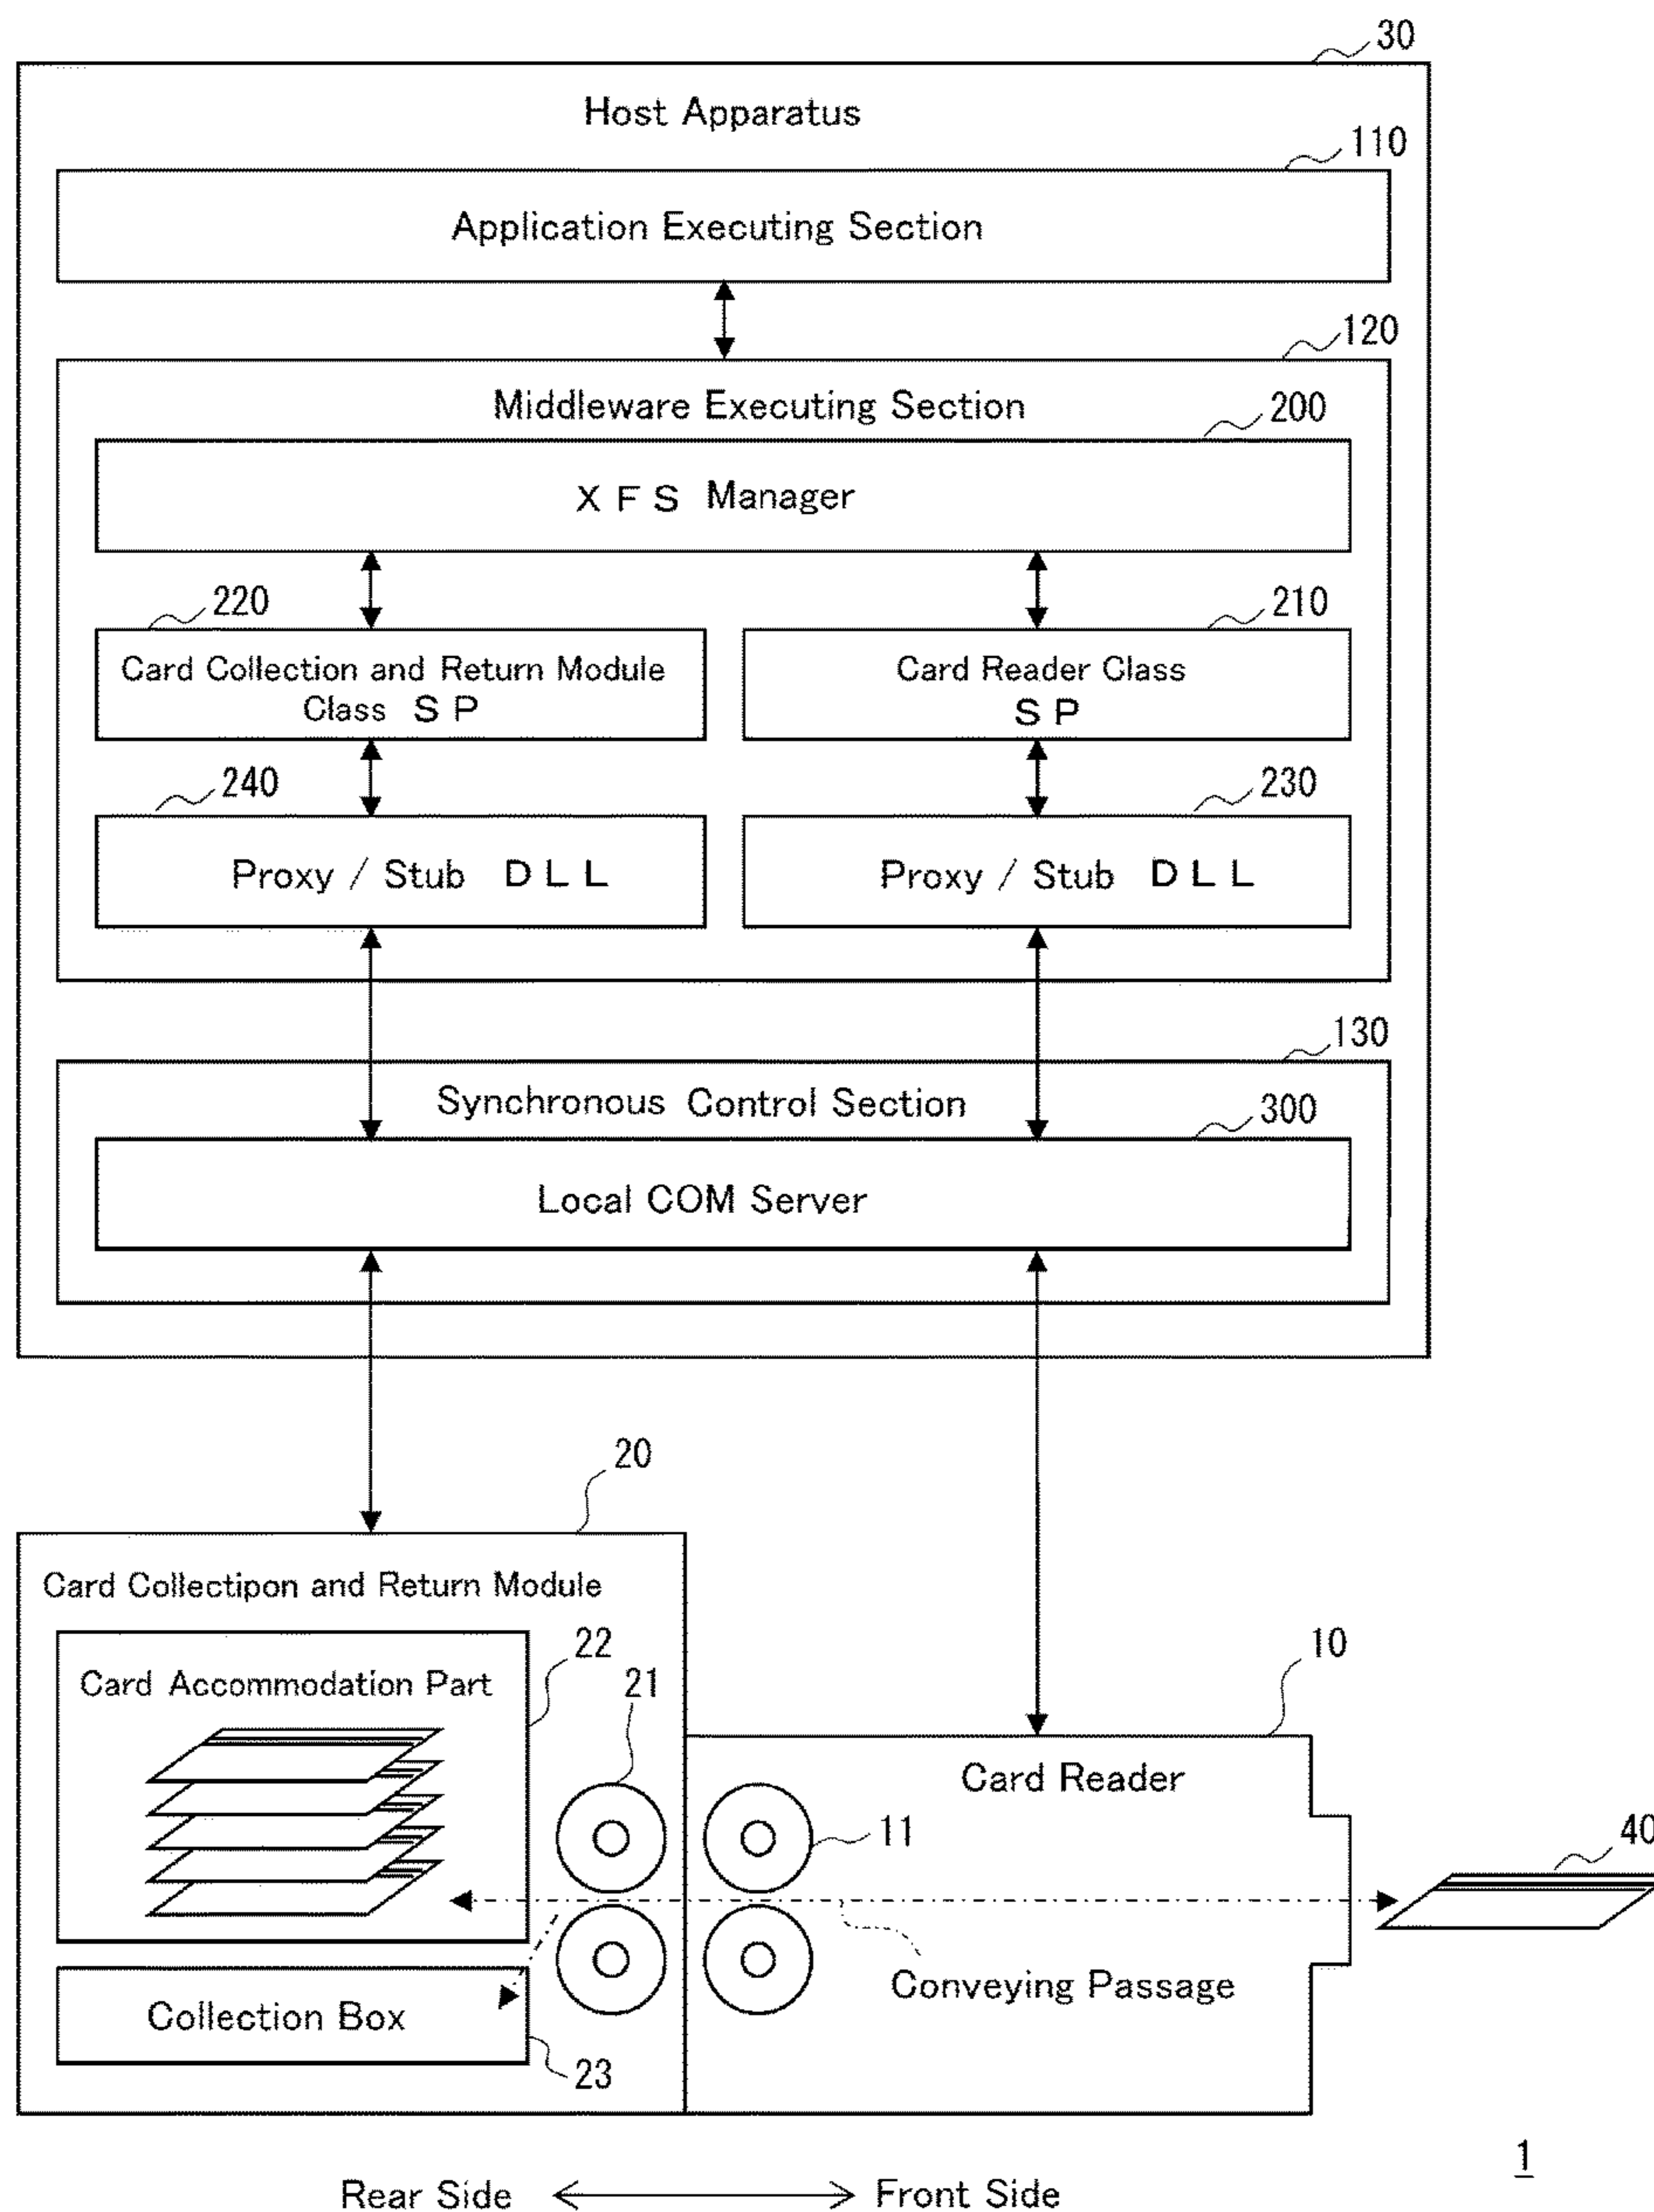 30
Host Apparatus
110
Application Executing Section
120
Middleware Executing Section
200
X F S Manager
220
210
Card Collection and Return Module
Class S P
Card Reader Class
S P
240
230
Proxy / Stub D L L
Proxy / Stub D L L
130
Synchronous Control Section
300
Local COM Server
20
Card Collectipon and Return Module
22
Card Accommodation Part
21
10
Card Reader
11
40
Conveying Passage
Collection Box
23
1
Rear Side
Front Side